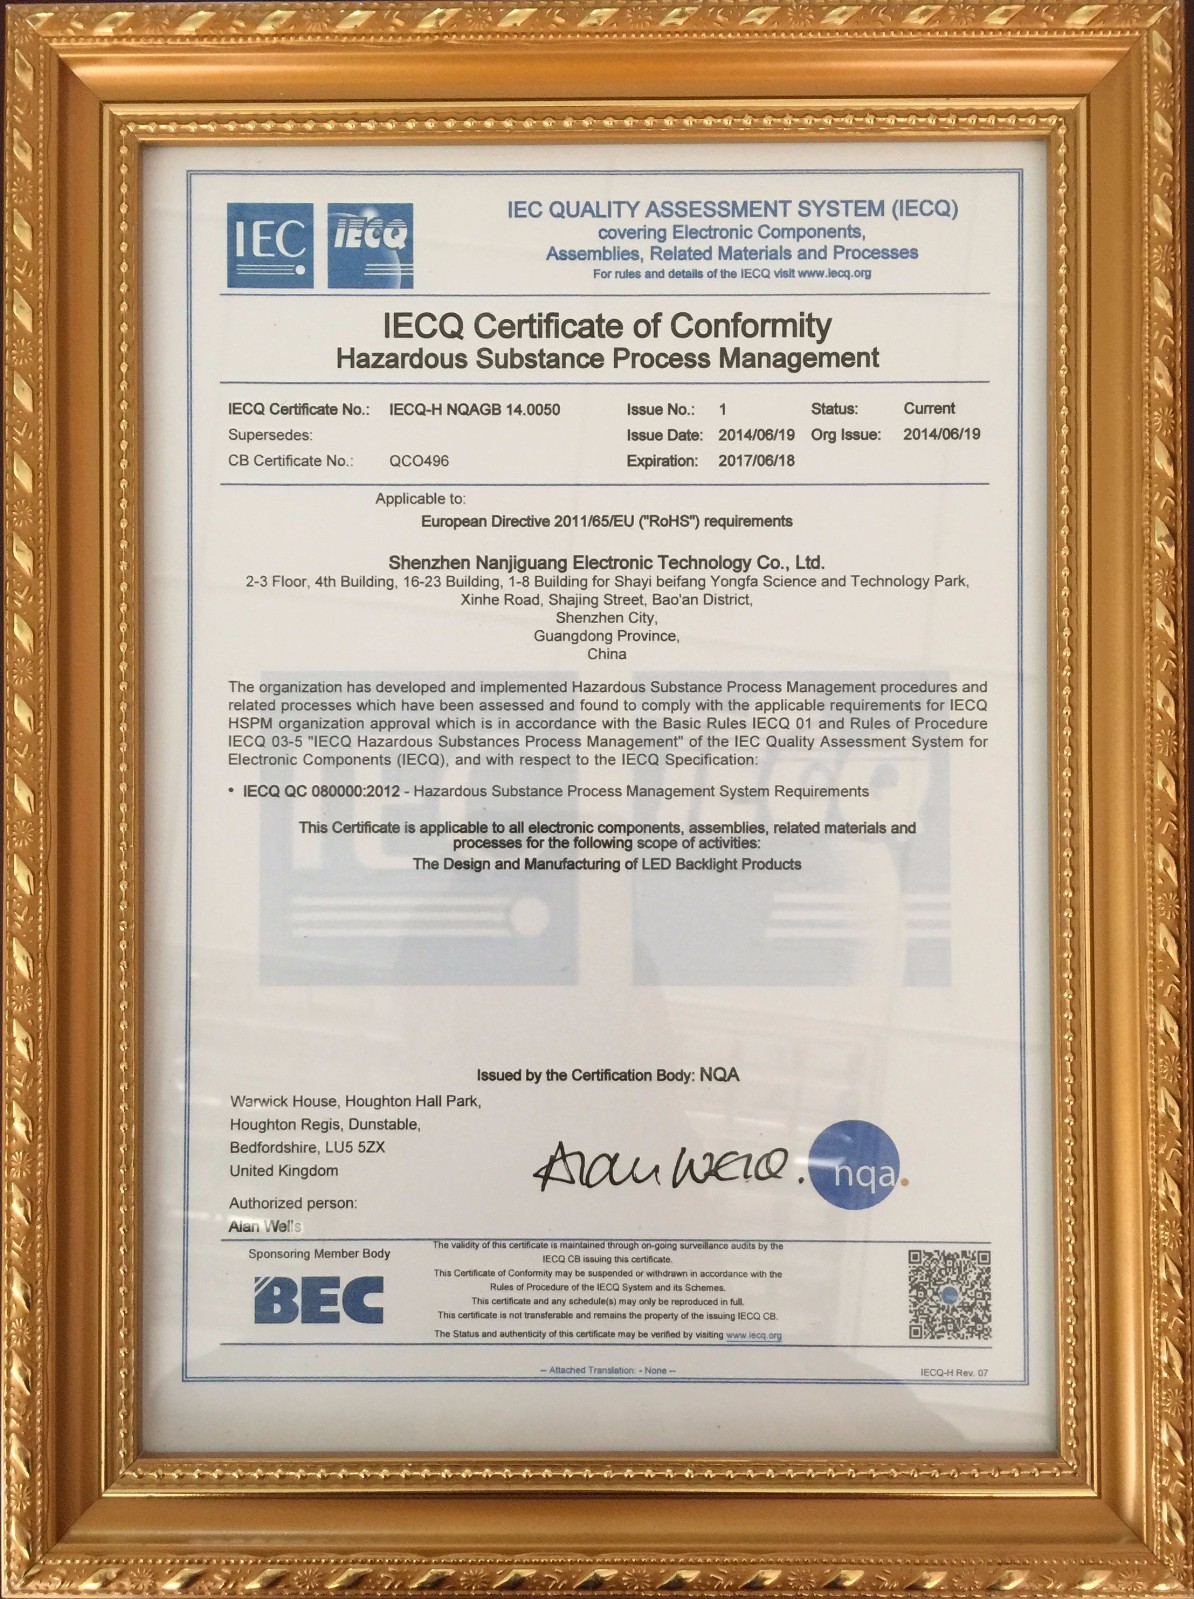 IEC
IECQ
IEC QUALITY ASSESSMENT SYSTEM (IECQ)
covering Electronic Components,
Assemblies, Related Materials and Processes
For rules and details of the IECQ visit www.iecq.org
IECQ Certificate of Conformity
Hazardous Substance Process Management
IECQ Certificate No.: IECQ-H NQAGB 14.0050 Issue No.: 1 Status: Current
Supersedes: Issue Date: 2014/06/19 Org Issue: 2014/06/19
CB Certificate No.: QCO496 Expiration: 2017/06/18
Applicable to:
European Directive 2011/65/EU ("RoHS") requirements
Shenzhen Nanjiguang Electronic Technology Co., Ltd.
2-3 Floor, 4th Building, 16-23 Building, 1-8 Building for Shayi beifang Yongfa Science and Technology Park,
Xinhe Road, Shajing Street, Bao'an District,
Shenzhen City,
Guangdong Province,
China
The organization has developed and implemented Hazardous Substance Process Management procedures and
related processes which have been assessed and found to comply with the applicable requirements for IECQ
HSPM organization approval which is in accordance with the Basic Rules IECQ 01 and Rules of Procedure
IECQ 03-5 "IECQ Hazardous Substances Process Management" of the IEC Quality Assessment System for
Electronic Components (IECQ), and with respect to the IECQ Specification:
• IECQ QC 080000:2012 - Hazardous Substance Process Management System Requirements
This Certificate is applicable to all electronic components, assemblies, related materials and
processes for the following scope of activities:
The Design and Manufacturing of LED Backlight Products
IEC
IECQ
Issued by the Certification Body: NQA
Warwick House, Houghton Hall Park,
Houghton Regis, Dunstable,
Bedfordshire, LU5 5ZX
United Kingdom
Alan Wells.
nqa.
Authorized person:
Alan Wells
Sponsoring Member Body
BEC
The validity of this certificate is maintained through on-going surveillance audits by the
IECQ CB issuing this certificate.
This Certificate of Conformity may be suspended or withdrawn in accordance with the
Rules of Procedure of the IECQ System and its Schemes.
This certificate and any schedule(s) may only be reproduced in full.
This certificate is not transferable and remains the property of the issuing IECQ CB.
The Status and authenticity of this certificate may be verified by visiting www.iecq.org
-- Attached Translation: - None --
IECQ-H Rev. 07